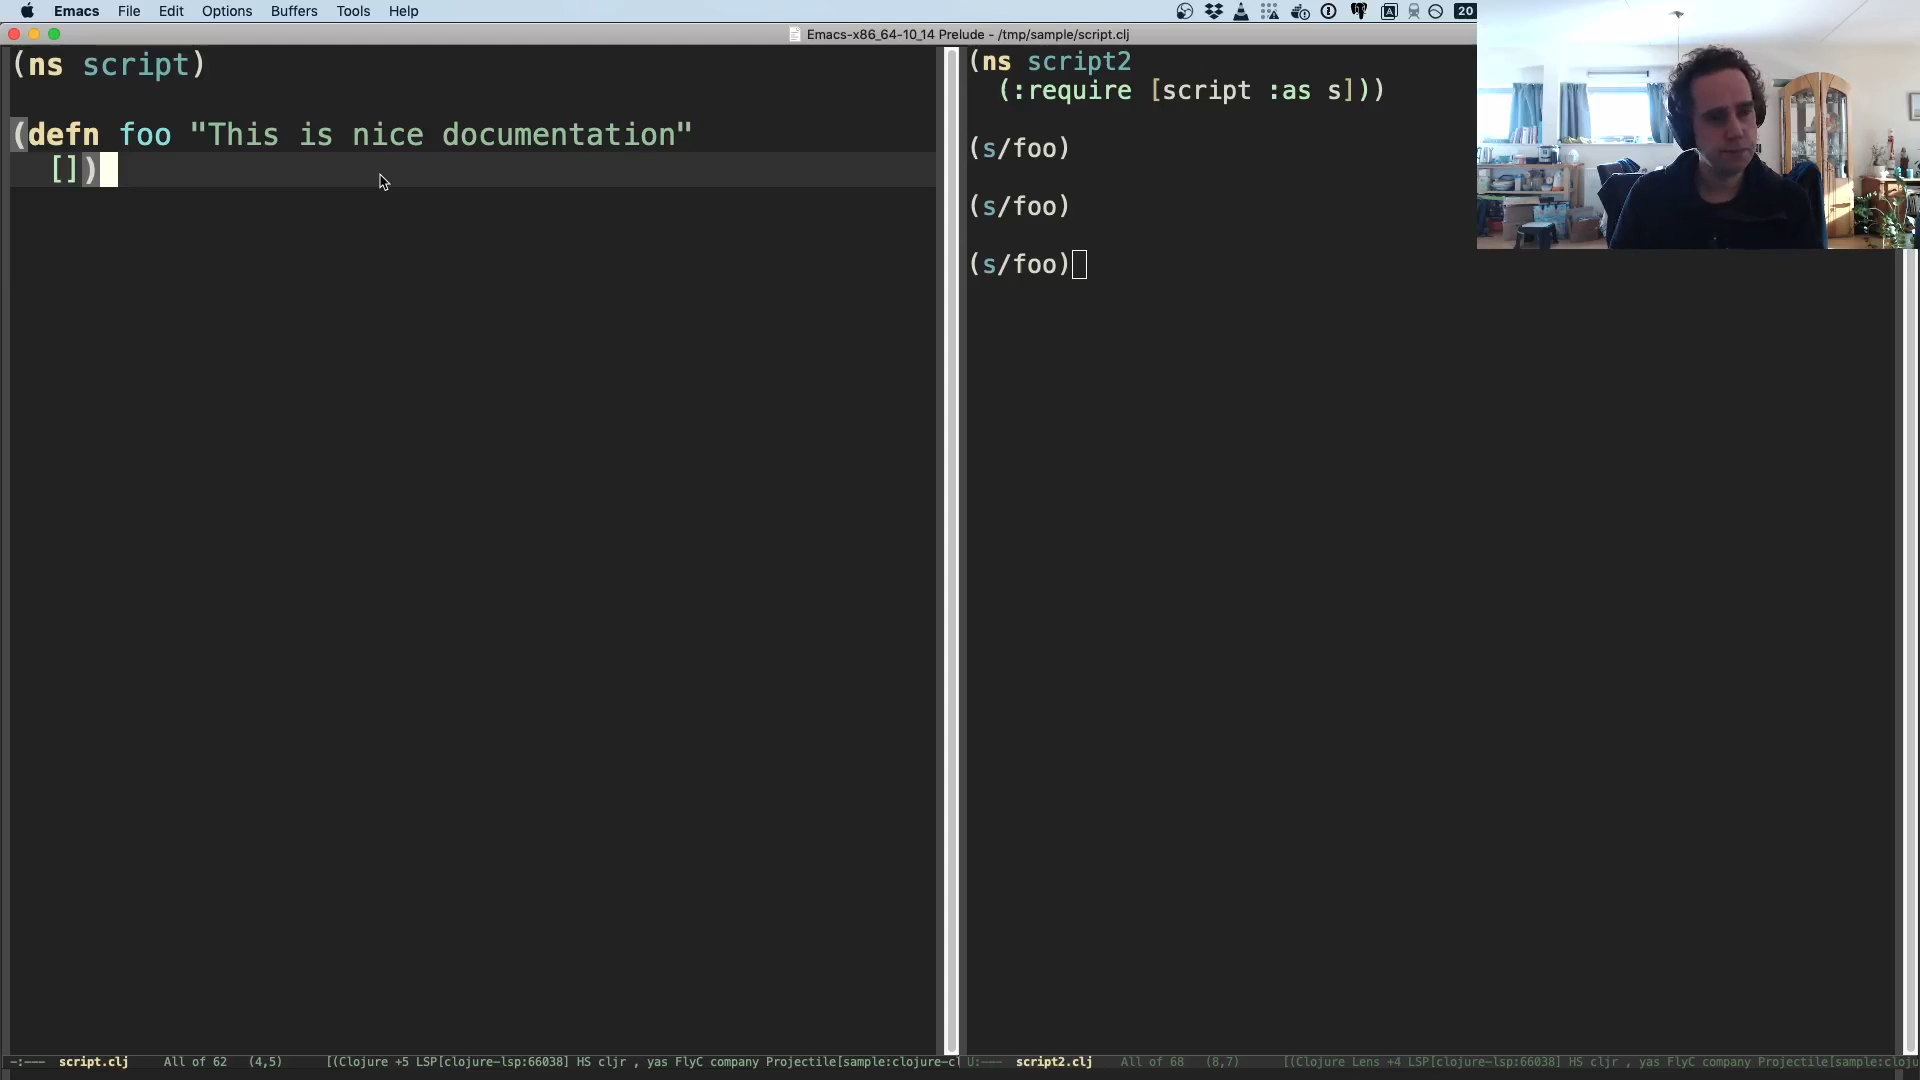 Emacs File Edit Options Buffers Tools Help 20
Emacs-x86_64-10_14 Prelude - /tmp/sample/script.clj
(ns script)
(defn foo "This is nice documentation"
[])
(ns script2
(:require [script :as s]))
(s/foo)
(s/foo)
(s/foo)
-:--- script.clj All of 62 (4,5) [(Clojure +5 LSP[clojure-lsp:66038] HS cljr , yas FlyC company Projectile[sample:clojure-cl
U:--- script2.clj All of 68 (8,7) [(Clojure Lens +4 LSP[clojure-lsp:66038] HS cljr , yas FlyC company Projectile[sample:cloju